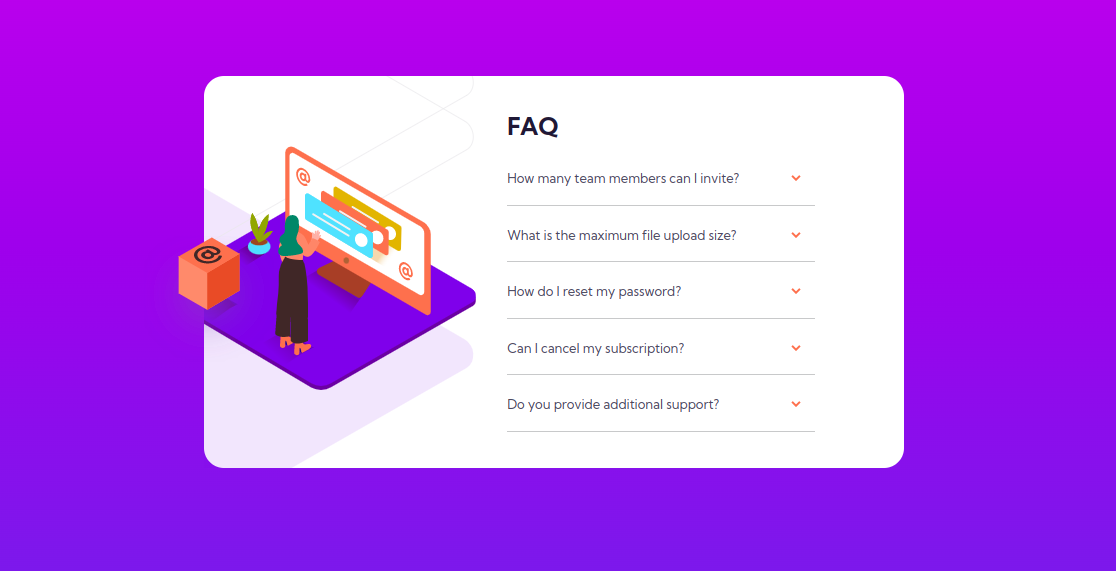 FAQ
How many team members can I invite?
What is the maximum file upload size?
How do I reset my password?
Can I cancel my subscription?
Do you provide additional support?
@
@
@